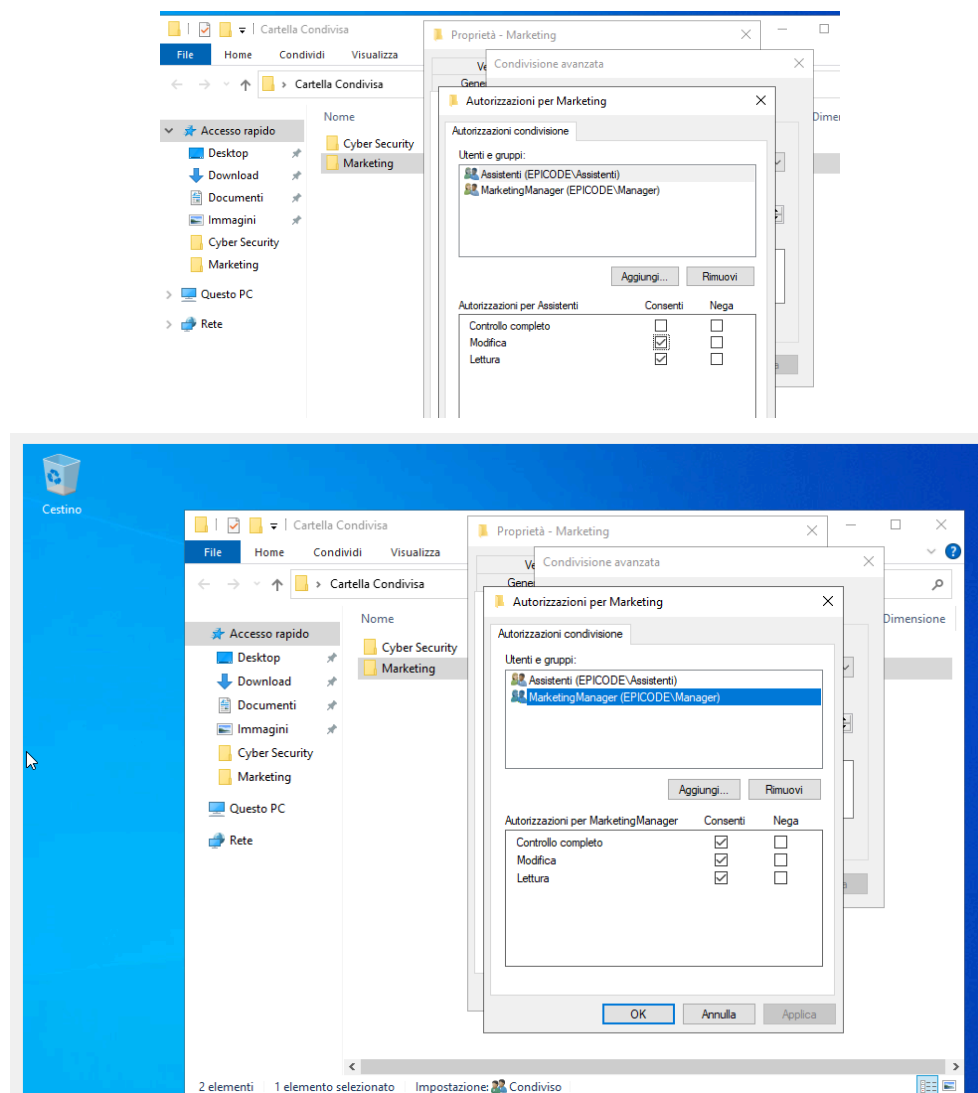 Cartella Condivisa
Proprietà - Marketing
File Home Condividi Visualizza
Condivisione avanzata
Cartella Condivisa
Autorizzazioni per Marketing
Nome
Accesso rapido
Desktop
Download
Documenti
Immagini
Cyber Security
Marketing
Questo PC
Rete
Cyber Security
Marketing
Autorizzazioni condivisione
Utenti e gruppi:
Assistenti (EPICODE\Assistenti)
MarketingManager (EPICODE\Manager)
Aggiungi... Rimuovi
Autorizzazioni per Assistenti Consenti Nega
Controllo completo
Modifica
Lettura
Cestino
Cartella Condivisa
Proprietà - Marketing
File Home Condividi Visualizza
Condivisione avanzata
Cartella Condivisa
Autorizzazioni per Marketing
Nome
Dimensione
Accesso rapido
Desktop
Download
Documenti
Immagini
Cyber Security
Marketing
Questo PC
Rete
Cyber Security
Marketing
Autorizzazioni condivisione
Utenti e gruppi:
Assistenti (EPICODE\Assistenti)
MarketingManager (EPICODE\Manager)
Aggiungi... Rimuovi
Autorizzazioni per MarketingManager Consenti Nega
Controllo completo
Modifica
Lettura
OK Annulla Applica
2 elementi 1 elemento selezionato Impostazione: Condiviso